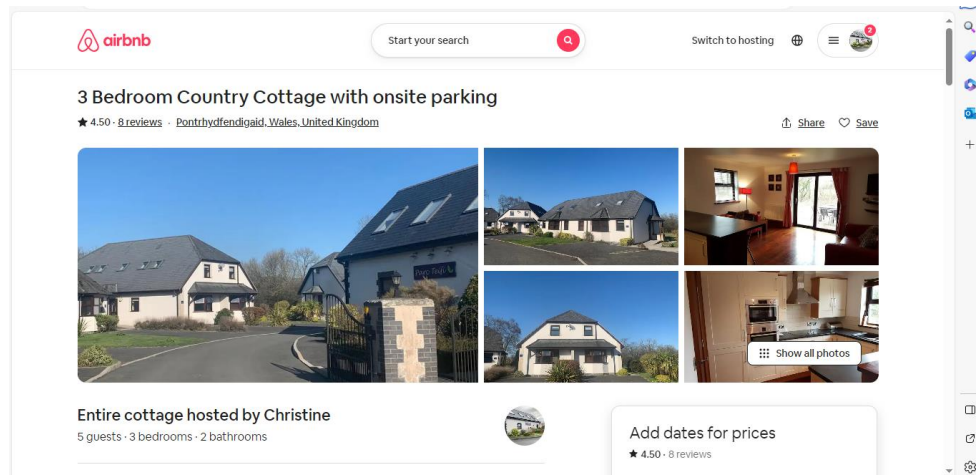 airbnb
Start your search
Switch to hosting
2
3 Bedroom Country Cottage with onsite parking
4.50 · 8 reviews · Pontrhydfendigaid, Wales, United Kingdom
Share
Save
Show all photos
Entire cottage hosted by Christine
5 guests · 3 bedrooms · 2 bathrooms
Add dates for prices
4.50 · 8 reviews